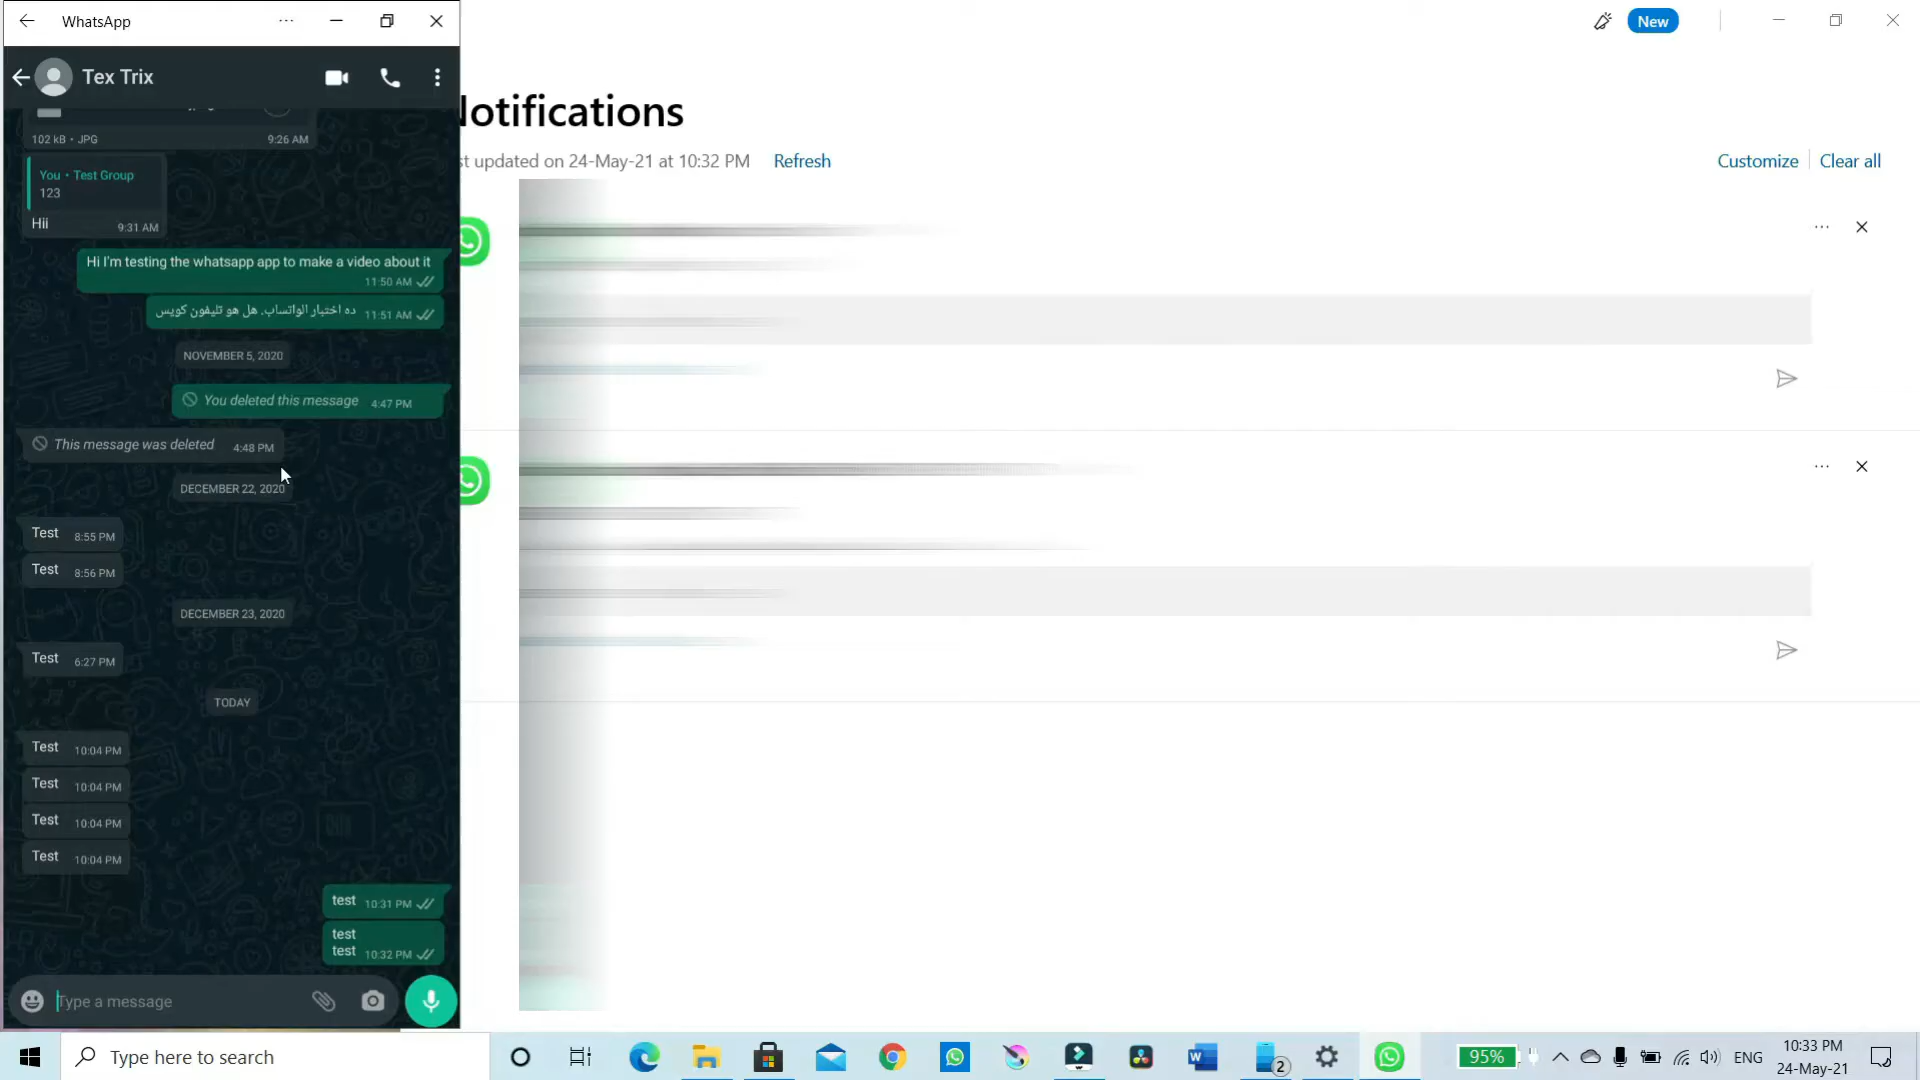 WhatsApp
Tex Trix
102 kB • JPG 9:26 AM
You • Test Group
123
Hii 9:31 AM
Hi I'm testing the whatsapp app to make a video about it
11:50 AM
ده اختبار الواتساب. هل هو تليفون كويس 11:51 AM
NOVEMBER 5, 2020
You deleted this message 4:47 PM
This message was deleted 4:48 PM
DECEMBER 22, 2020
Test 8:55 PM
Test 8:56 PM
DECEMBER 23, 2020
Test 6:27 PM
TODAY
Test 10:04 PM
Test 10:04 PM
Test 10:04 PM
Test 10:04 PM
test 10:31 PM
test
test 10:32 PM
Type a message
New
Notifications
st updated on 24-May-21 at 10:32 PM Refresh
Customize Clear all
Type here to search
2
95%
ENG
10:33 PM
24-May-21